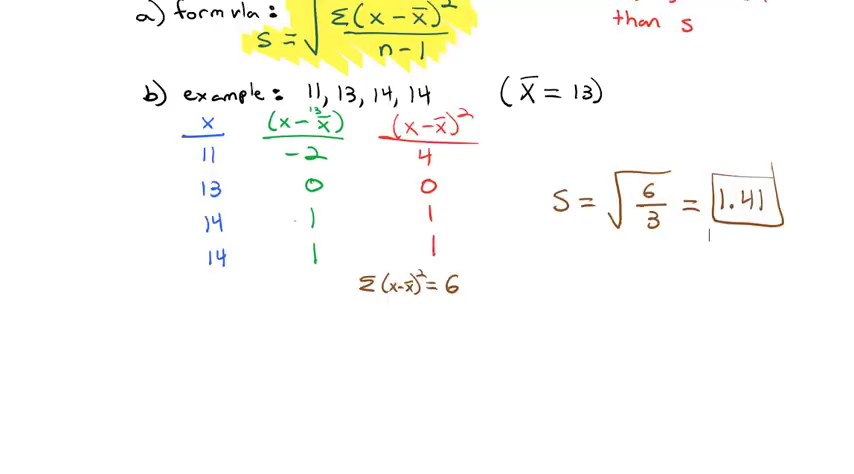 a) formula: s = √ Σ(x - x̄)² / n - 1
than s
b) example: 11, 13, 14, 14 (x̄ = 13)
x (x - x̄) 13 (x - x̄)²
11 -2 4
13 0 0
14 1 1
14 1 1
Σ(x-x̄)² = 6
S = √ 6/3 = 1.41